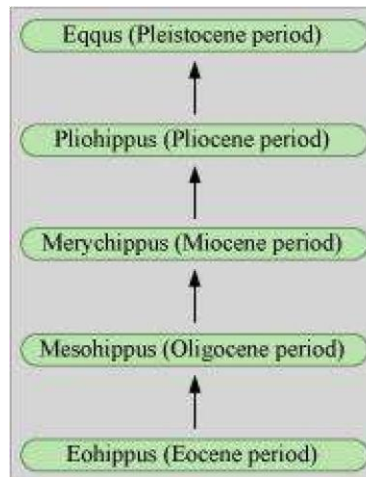 Eqqus (Pleistocene period)
Pliohippus (Pliocene period)
Merychippus (Miocene period)
Mesohippus (Oligocene period)
Eohippus (Eocene period)